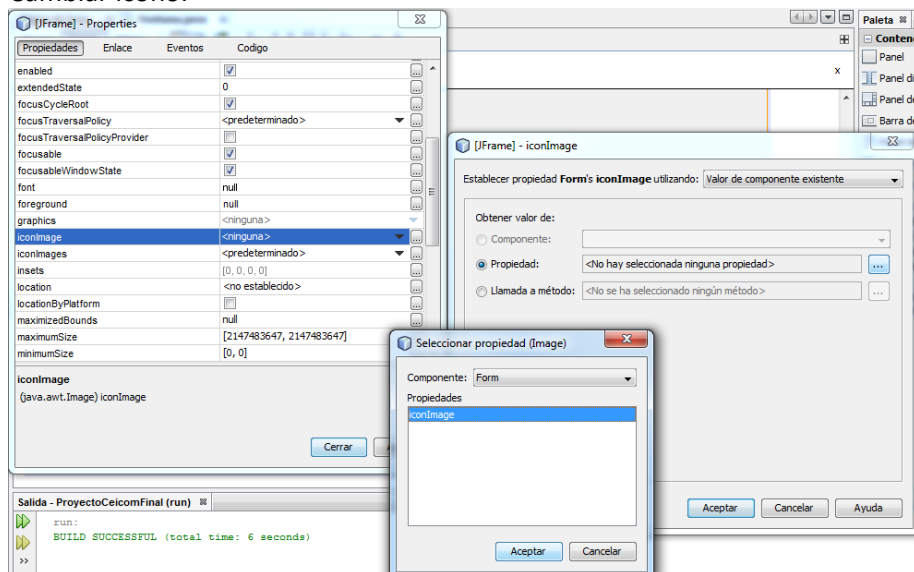 Cambiar icono.
[JFrame] - Properties
Propiedades Enlace Eventos Codigo
enabled
extendedState 0
focusCycleRoot
focusTraversalPolicy <predeterminado>
focusTraversalPolicyProvider
focusable
focusableWindowState
font null
foreground null
graphics <ninguna>
iconImage <ninguna>
iconImages <predeterminado>
insets [0, 0, 0, 0]
location <no establecido>
locationByPlatform
maximizedBounds null
maximumSize [2147483647, 2147483647]
minimumSize [0, 0]
iconImage
(java.awt.Image) iconImage
Cerrar
Salida - ProyectoCeicomFinal (run)
run:
BUILD SUCCESSFUL (total time: 6 seconds)
Paleta
Panel
x
[JFrame] - iconImage
Establecer propiedad Form's iconImage utilizando: Valor de componente existente
Obtener valor de:
Componente:
Propiedad: <No hay seleccionada ninguna propiedad> ...
Llamada a método: <No se ha seleccionado ningún método> ...
Aceptar Cancelar Ayuda
Seleccionar propiedad (Image)
Componente: Form
Propiedades
iconImage
Aceptar Cancelar